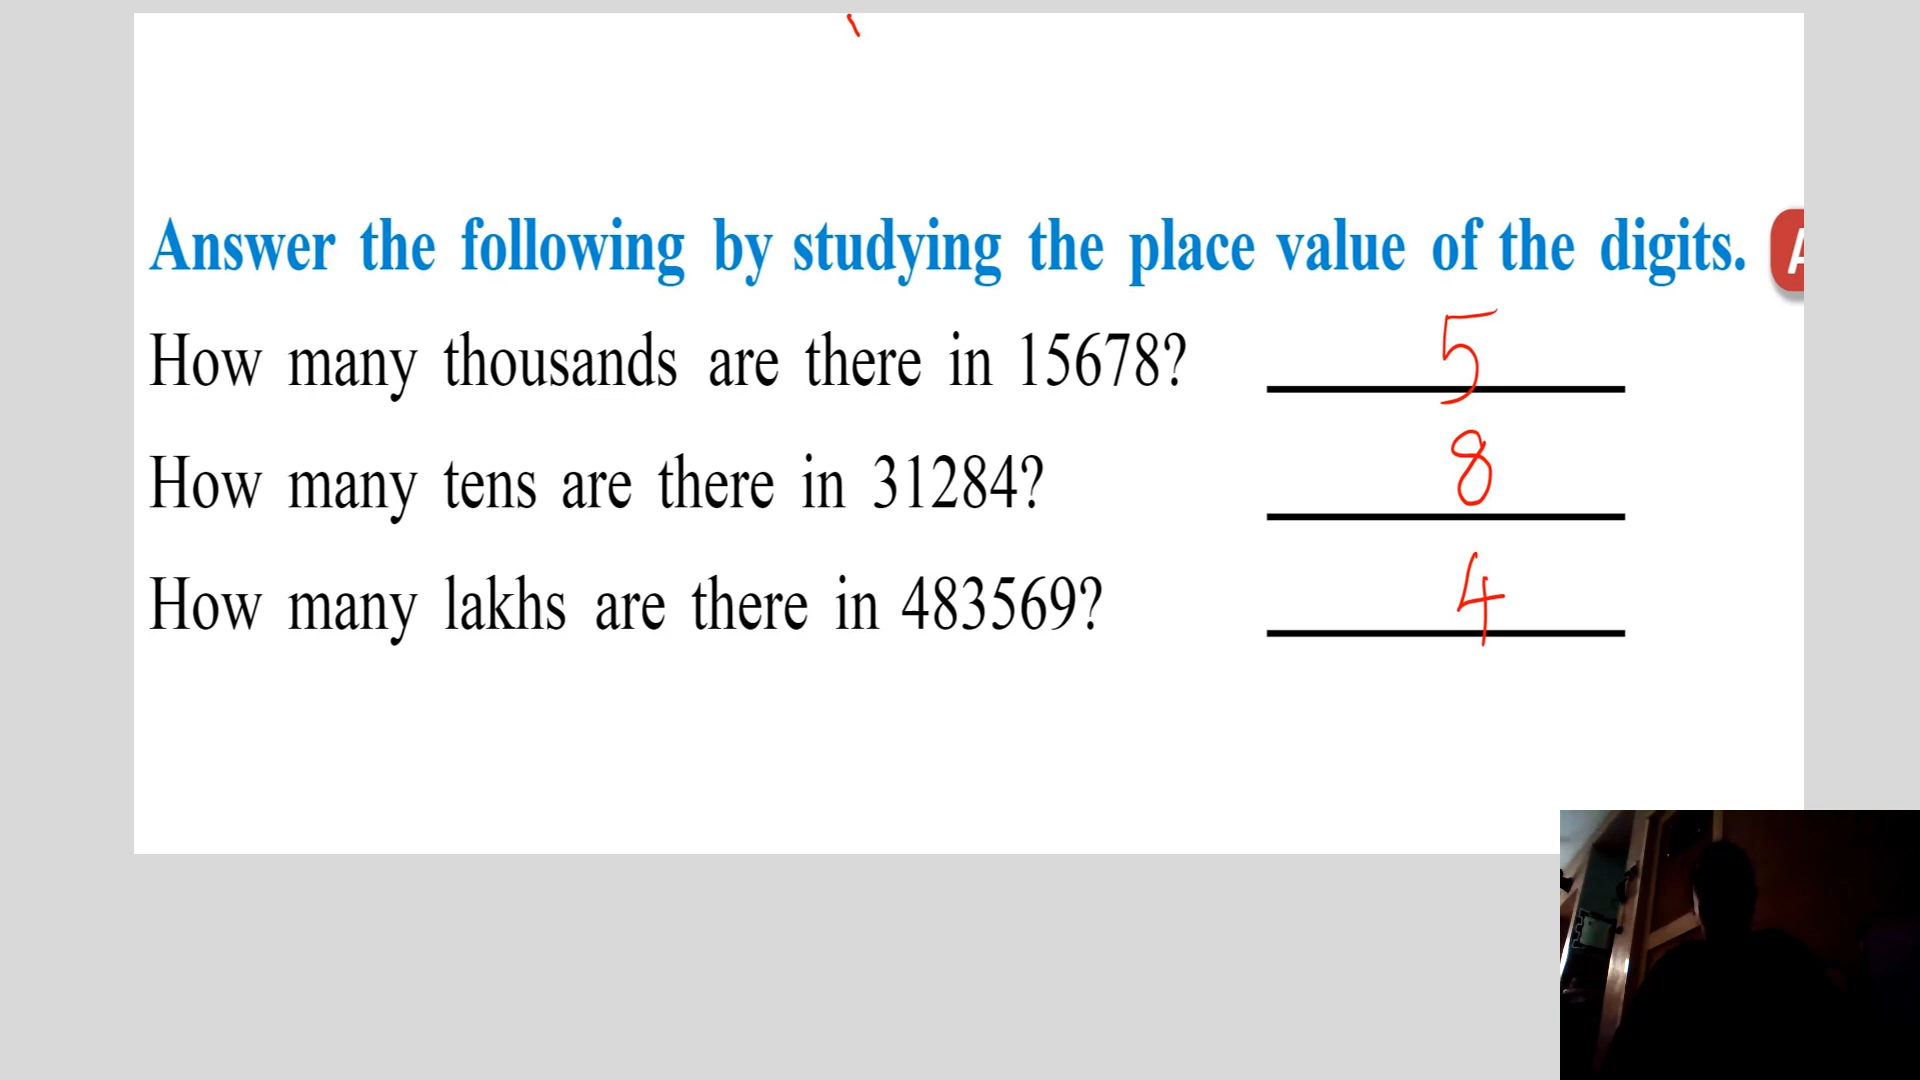 Answer the following by studying the place value of the digits. A
How many thousands are there in 15678? 5
How many tens are there in 31284? 8
How many lakhs are there in 483569? 4